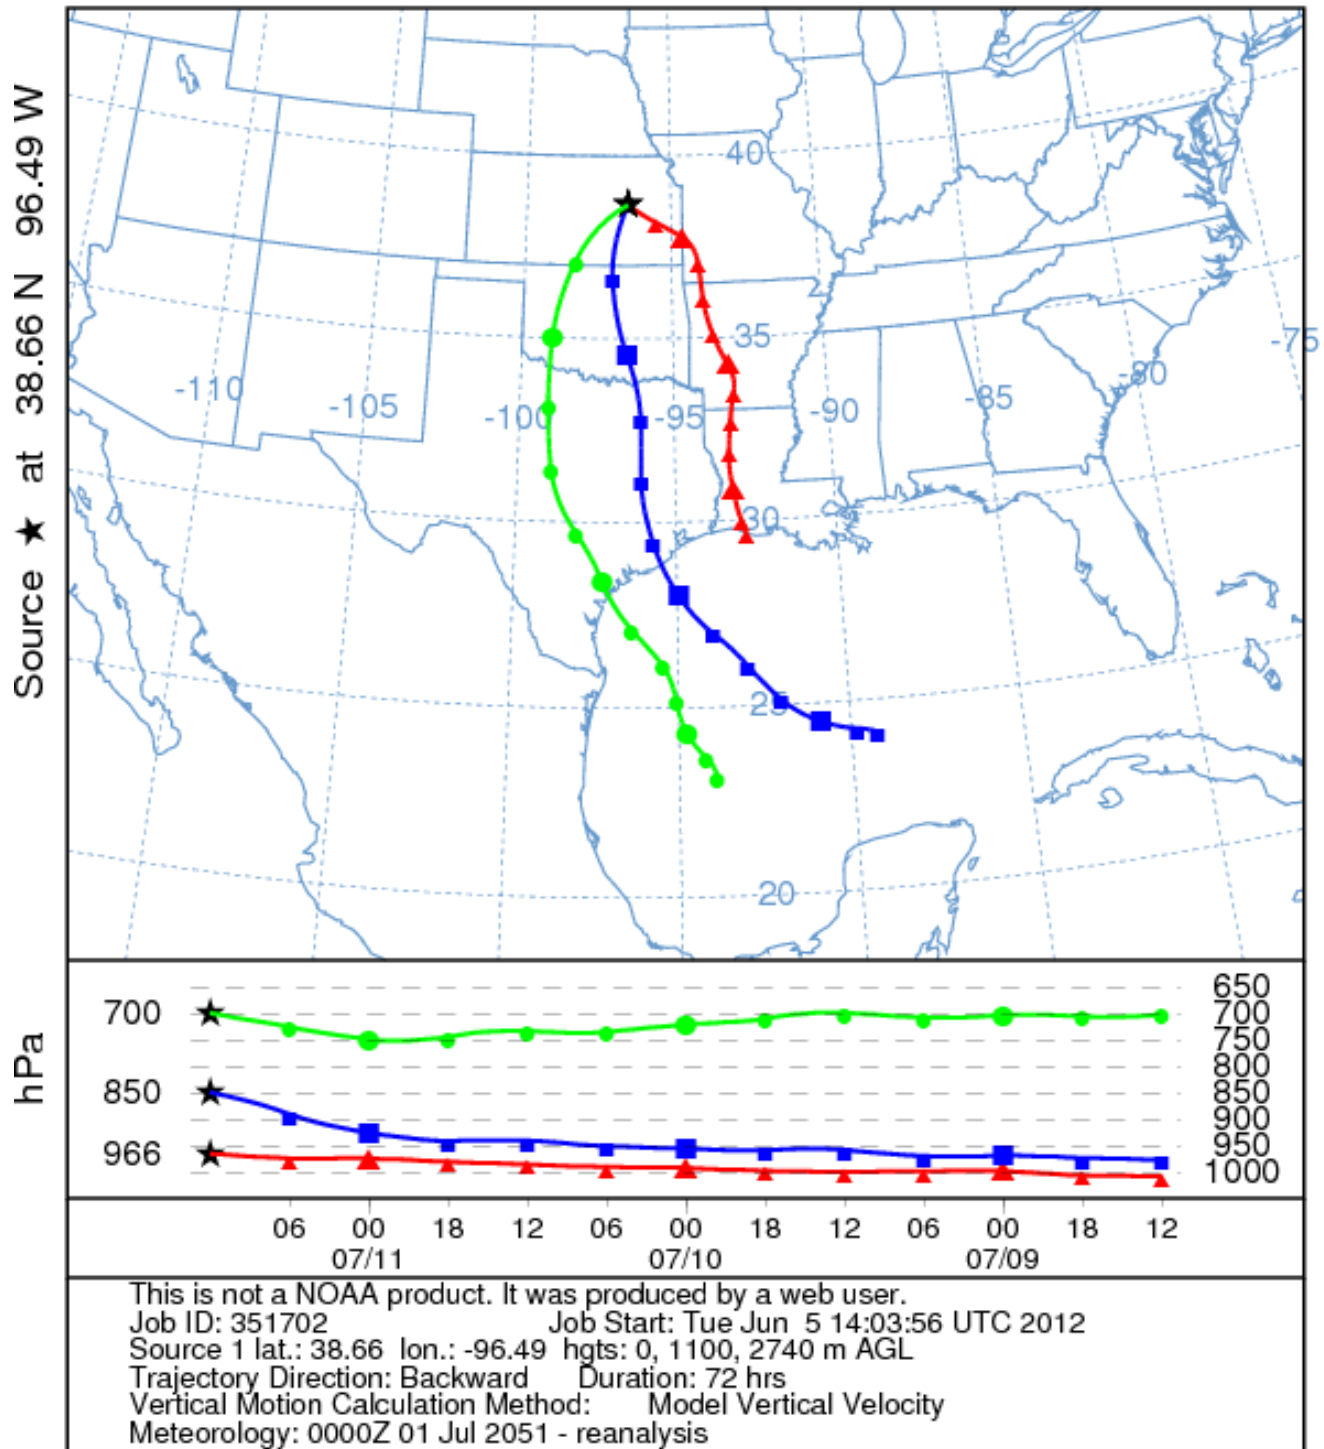 Source ★ at 38.66 N 96.49 W
40
35
-75
-110
-105
-100
-95
-90
-85
-80
30
25
20
hPa
700
850
966
650
700
750
800
850
900
950
1000
06 00 18 12 06 00 18 12 06 00 18 12
07/11 07/10 07/09
This is not a NOAA product. It was produced by a web user.
Job ID: 351702 Job Start: Tue Jun 5 14:03:56 UTC 2012
Source 1 lat.: 38.66 lon.: -96.49 hgts: 0, 1100, 2740 m AGL
Trajectory Direction: Backward Duration: 72 hrs
Vertical Motion Calculation Method: Model Vertical Velocity
Meteorology: 0000Z 01 Jul 2051 - reanalysis